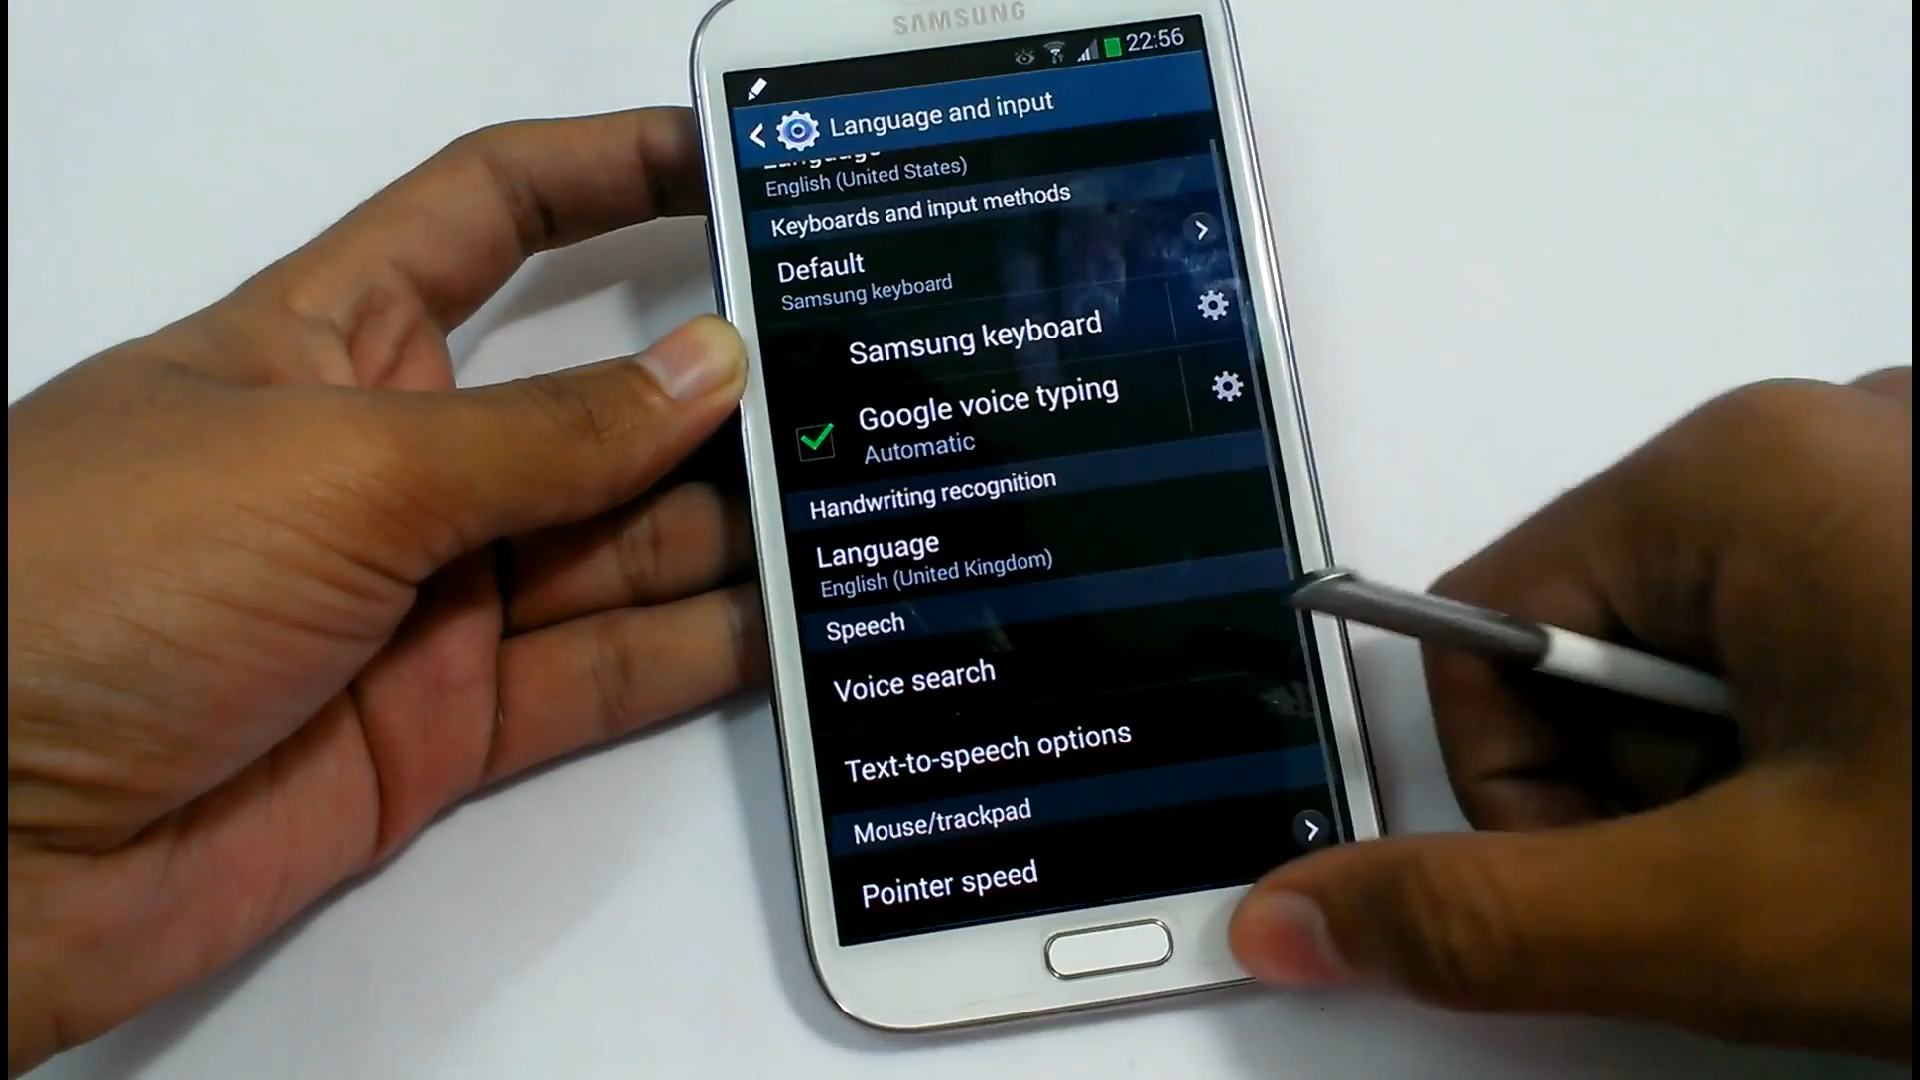 SAMSUNG
22:56
Language and input
Language
English (United States)
Keyboards and input methods
Default
Samsung keyboard
Samsung keyboard
Google voice typing
Automatic
Handwriting recognition
Language
English (United Kingdom)
Speech
Voice search
Text-to-speech options
Mouse/trackpad
Pointer speed